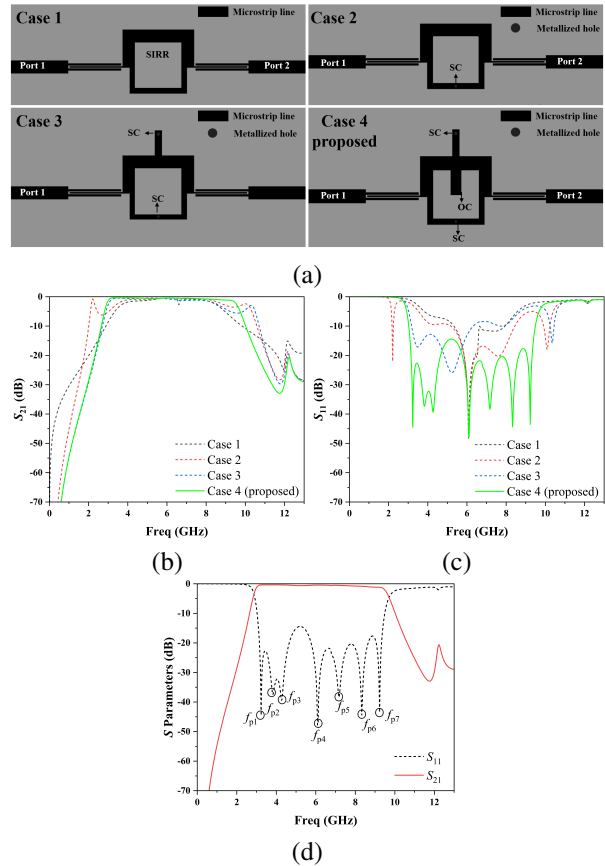 Case 1
Microstrip line
Metallized hole
SIRR
Port 1
Port 2
Case 2
Microstrip line
Metallized hole
SC
Port 1
Port 2
Case 3
Microstrip line
Metallized hole
SC
Port 1
SC
Case 4
proposed
Microstrip line
Metallized hole
SC
Port 1
Port 2
OC
SC
(a)
0
-10
-20
-30
-40
-50
-60
-70
S21 (dB)
Case 1
Case 2
Case 3
Case 4 (proposed)
0 2 4 6 8 10 12
Freq (GHz)
(b)
0
-10
-20
-30
-40
-50
-60
-70
S11 (dB)
Case 1
Case 2
Case 3
Case 4 (proposed)
0 2 4 6 8 10 12
Freq (GHz)
(c)
0
-10
-20
-30
-40
-50
-60
-70
S Parameters (dB)
fp1
fp2
fp3
fp4
fp5
fp6
fp7
S11
S21
0 2 4 6 8 10 12
Freq (GHz)
(d)